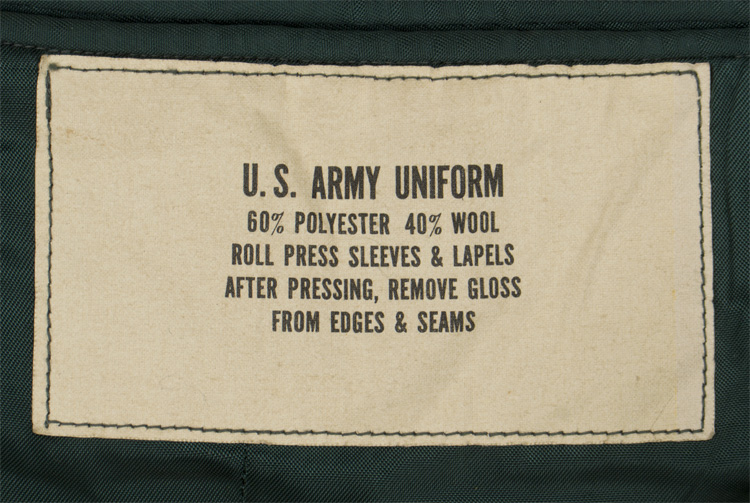 U.S. ARMY UNIFORM
60% POLYESTER 40% WOOL
ROLL PRESS SLEEVES & LAPELS
AFTER PRESSING, REMOVE GLOSS
FROM EDGES & SEAMS